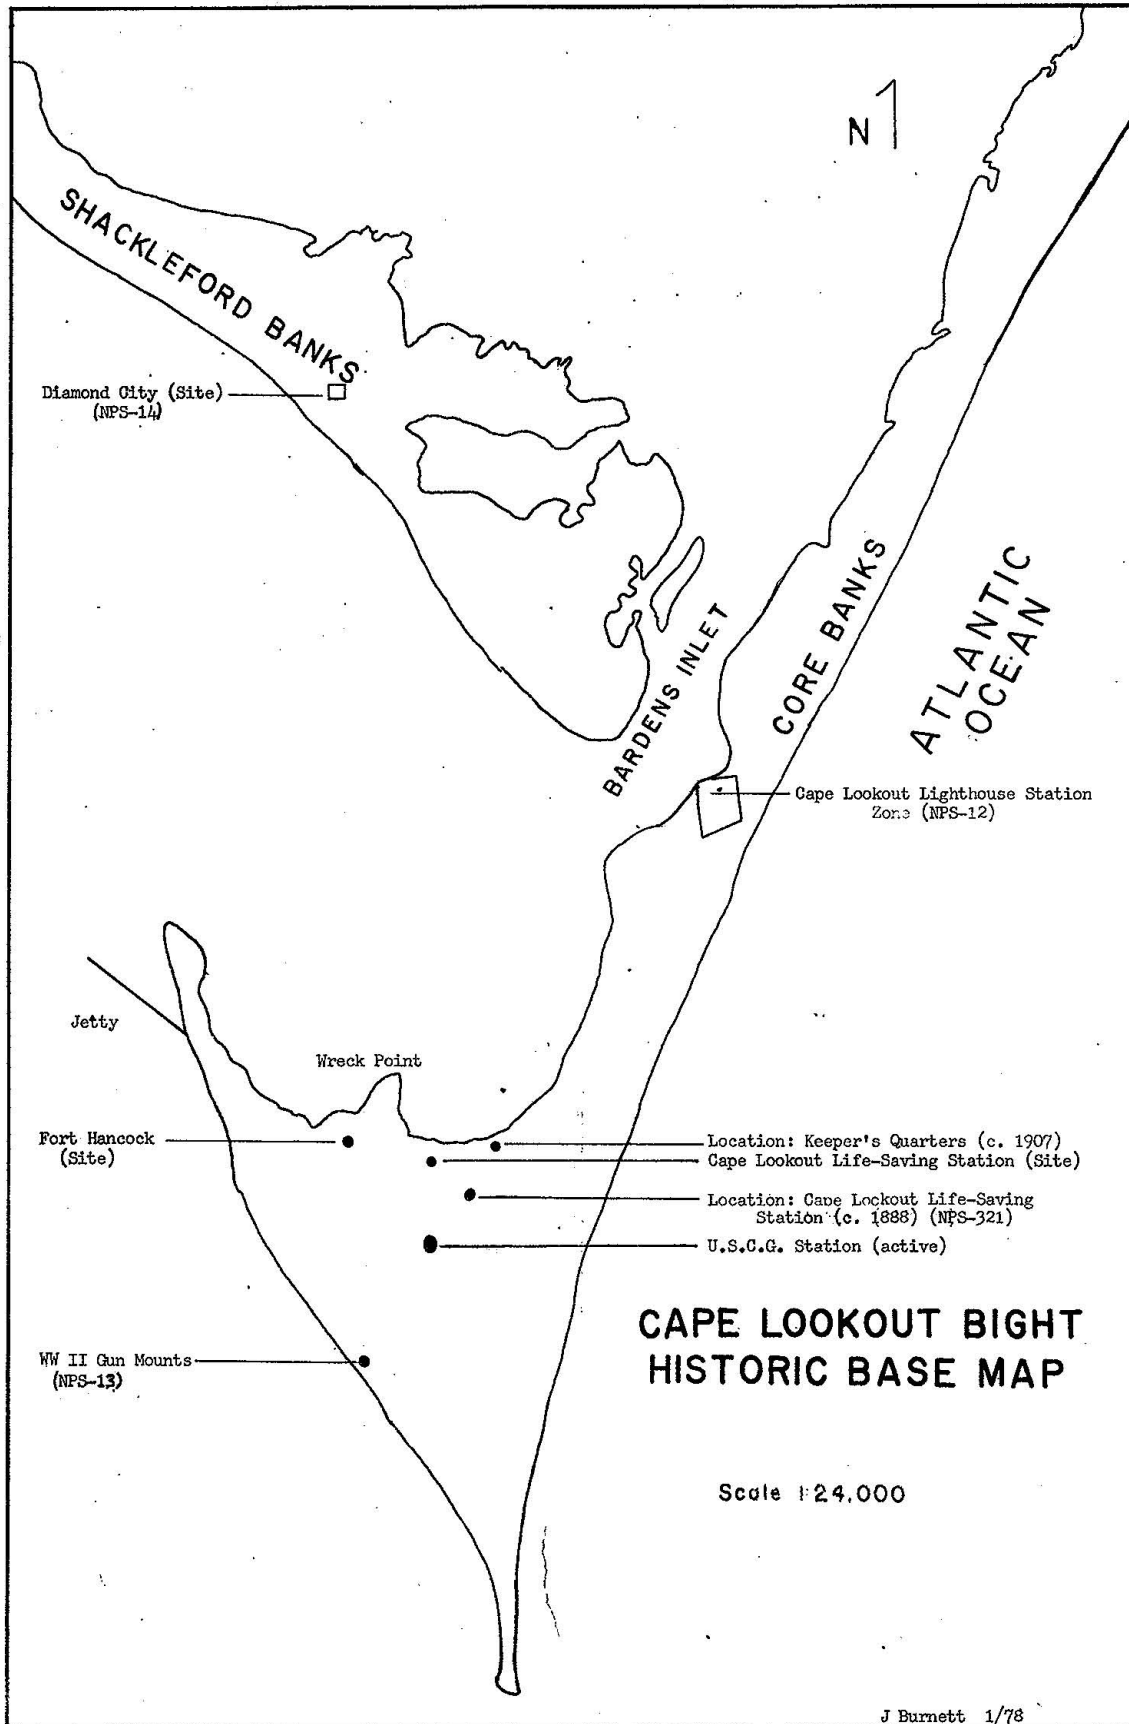 N
SHACKLEFORD BANKS
Diamond City (Site)
(NPS-14)
BARDENS INLET
CORE BANKS
ATLANTIC
OCEAN
Cape Lookout Lighthouse Station
Zone (NPS-12)
Jetty
Wreck Point
Fort Hancock
(Site)
Location: Keeper's Quarters (c. 1907)
Cape Lookout Life-Saving Station (Site)
Location: Cape Lookout Life-Saving
Station (c. 1888) (NPS-321)
U.S.C.G. Station (active)
WW II Gun Mounts
(NPS-13)
CAPE LOOKOUT BIGHT
HISTORIC BASE MAP
Scale 1:24,000
J Burnett 1/78